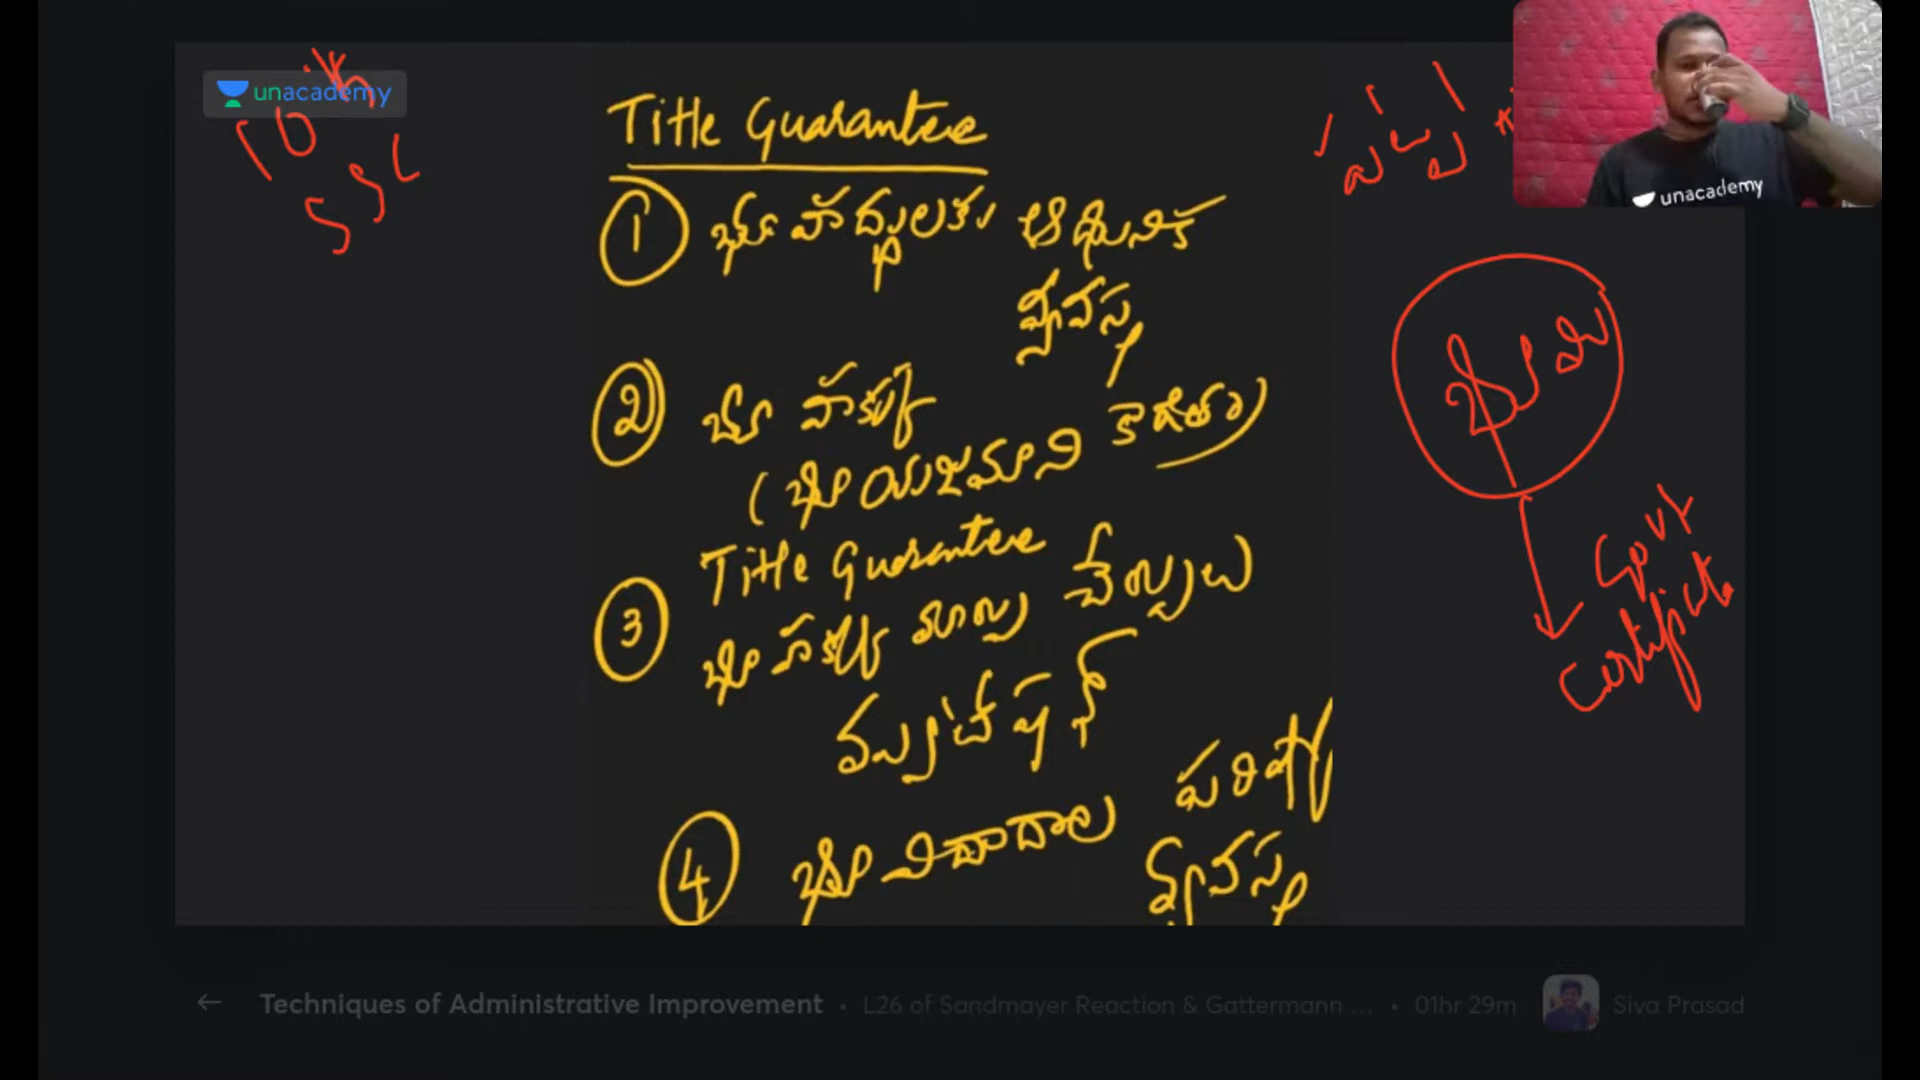 unacademy
10th
SSC
Title Guarantee
① భూ హద్దులకు ఆధునిక
వ్యవస్థ
② భూ హక్కు
(భూ యజమాని కాగితం)
Title Guarantee
③ భూ హక్కు మార్పు చేర్పులు
మ్యుటేషన్
④ భూ వివాదాల పరిష్కా
వ్యవస్థ
Govt
Certificate
unacademy
Techniques of Administrative Improvement • L26 of Sandmayer Reaction & Gattermann ... • 01hr 29m Siva Prasad